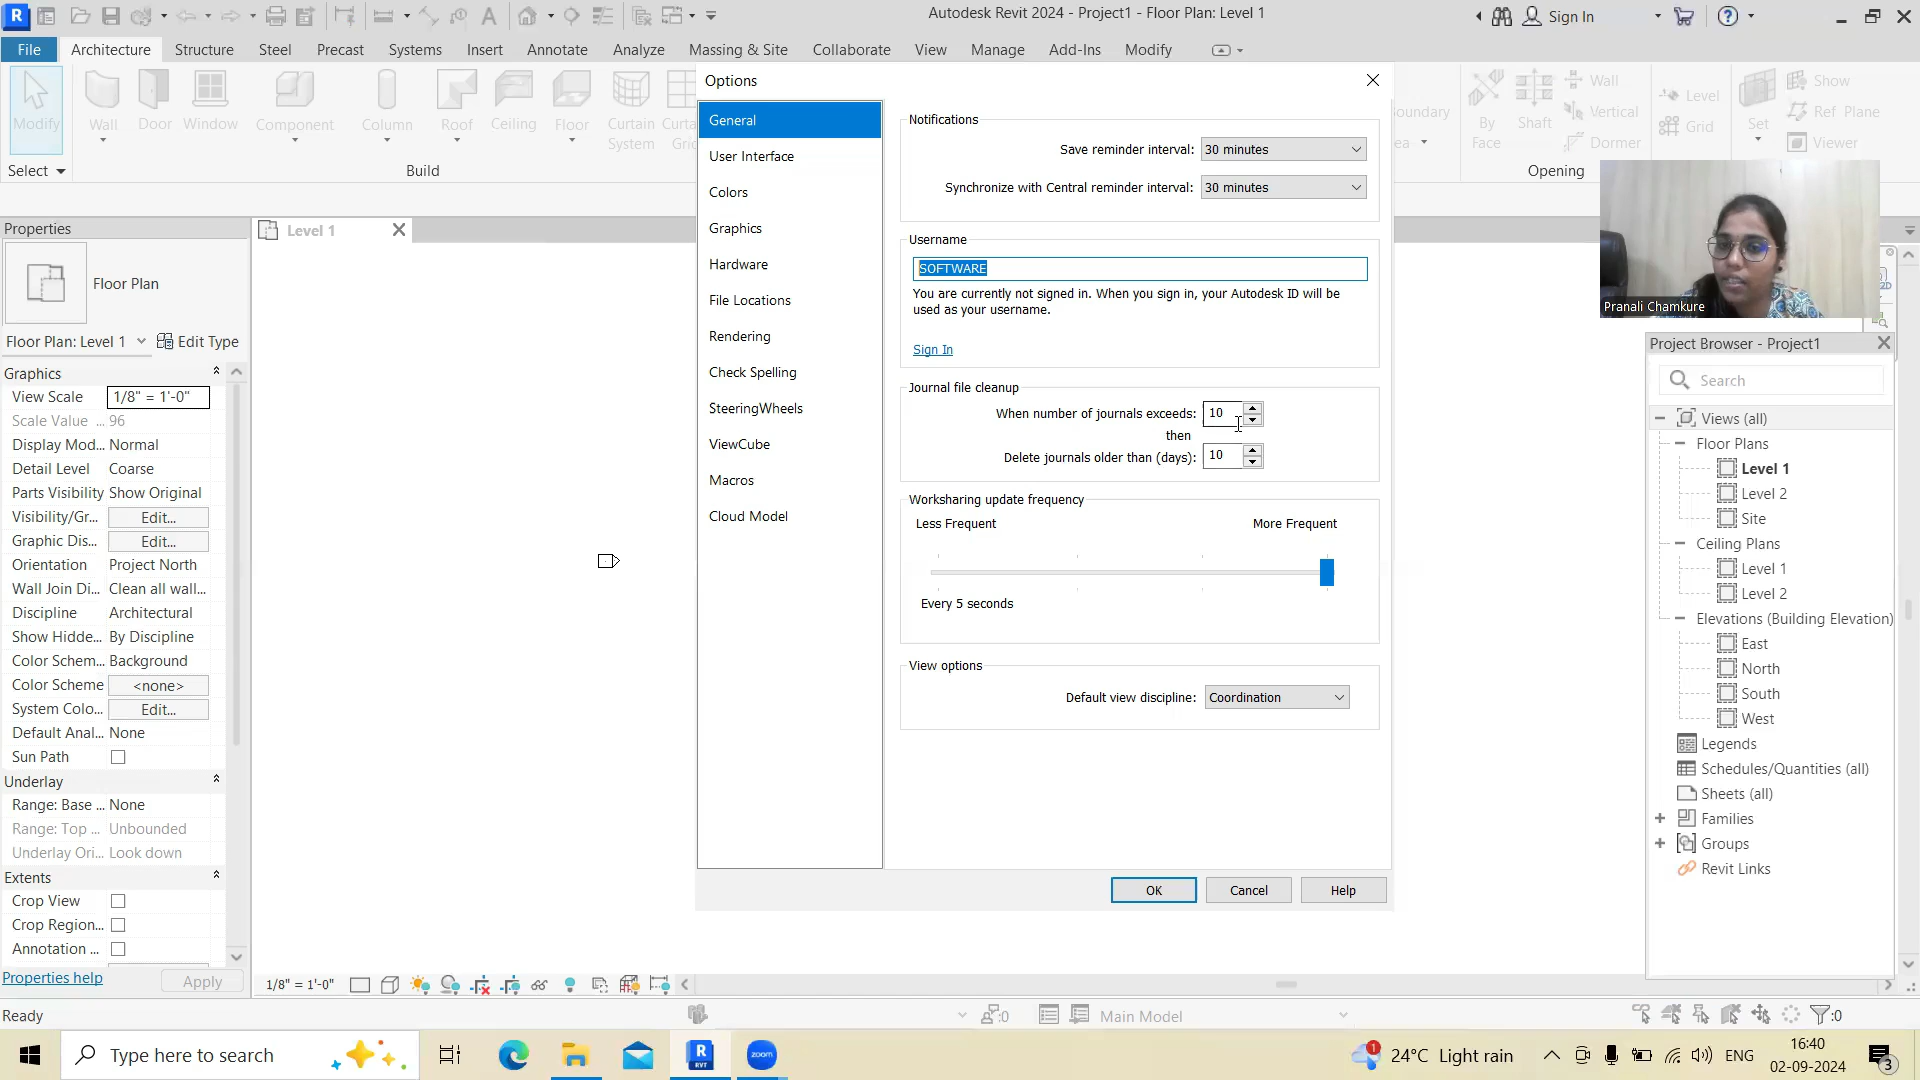 Autodesk Revit 2024 - Project1 - Floor Plan: Level 1
Sign In
File
Architecture
Structure
Steel
Precast
Systems
Insert
Annotate
Analyze
Massing & Site
Collaborate
View
Manage
Add-Ins
Modify
Modify
Wall
Door
Window
Component
Column
Roof
Ceiling
Floor
Curtain System
By Face
Shaft
Wall
Vertical
Dormer
Level
Grid
Set
Show
Ref Plane
Viewer
Select
Build
Opening
Properties
Floor Plan
Floor Plan: Level 1
Edit Type
Graphics
View Scale 1/8" = 1'-0"
Scale Value ... 96
Display Mod... Normal
Detail Level Coarse
Parts Visibility Show Original
Visibility/Gr... Edit...
Graphic Dis... Edit...
Orientation Project North
Wall Join Di... Clean all wall...
Discipline Architectural
Show Hidde... By Discipline
Color Schem... Background
Color Scheme <none>
System Colo... Edit...
Default Anal... None
Sun Path
Underlay
Range: Base ... None
Range: Top ... Unbounded
Underlay Ori... Look down
Extents
Crop View
Crop Region...
Annotation ...
Properties help
Apply
Level 1
Options
General
User Interface
Colors
Graphics
Hardware
File Locations
Rendering
Check Spelling
SteeringWheels
ViewCube
Macros
Cloud Model
Notifications
Save reminder interval: 30 minutes
Synchronize with Central reminder interval: 30 minutes
Username
SOFTWARE
You are currently not signed in. When you sign in, your Autodesk ID will be
used as your username.
Sign In
Journal file cleanup
When number of journals exceeds: 10
then
Delete journals older than (days): 10
Worksharing update frequency
Less Frequent
More Frequent
Every 5 seconds
View options
Default view discipline: Coordination
OK
Cancel
Help
Pranali Chamkure
Project Browser - Project1
Search
Views (all)
Floor Plans
Level 1
Level 2
Site
Ceiling Plans
Level 1
Level 2
Elevations (Building Elevation)
East
North
South
West
Legends
Schedules/Quantities (all)
Sheets (all)
Families
Groups
Revit Links
1/8" = 1'-0"
Ready
:0
Main Model
:0
Type here to search
zoom
1
24°C Light rain
ENG
16:40
02-09-2024
3